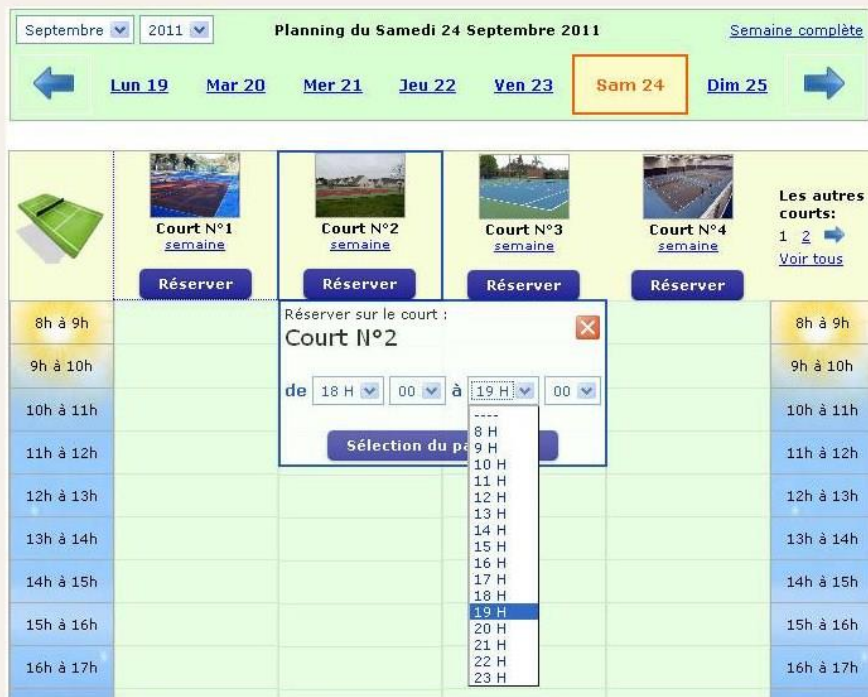 Septembre 2011 Planning du Samedi 24 Septembre 2011 Semaine complète
Lun 19 Mar 20 Mer 21 Jeu 22 Ven 23 Sam 24 Dim 25
Court N°1 Court N°2 Court N°3 Court N°4
semaine semaine semaine semaine
Réserver Réserver Réserver Réserver
Les autres
courts:
1 2
Voir tous
Réserver sur le court :
Court N°2
de 18 H 00 à 19 H 00
Sélection du
----
8 H
9 H
10 H
11 H
12 H
13 H
14 H
15 H
16 H
17 H
18 H
19 H
20 H
21 H
22 H
23 H
8h à 9h 8h à 9h
9h à 10h 9h à 10h
10h à 11h 10h à 11h
11h à 12h 11h à 12h
12h à 13h 12h à 13h
13h à 14h 13h à 14h
14h à 15h 14h à 15h
15h à 16h 15h à 16h
16h à 17h 16h à 17h